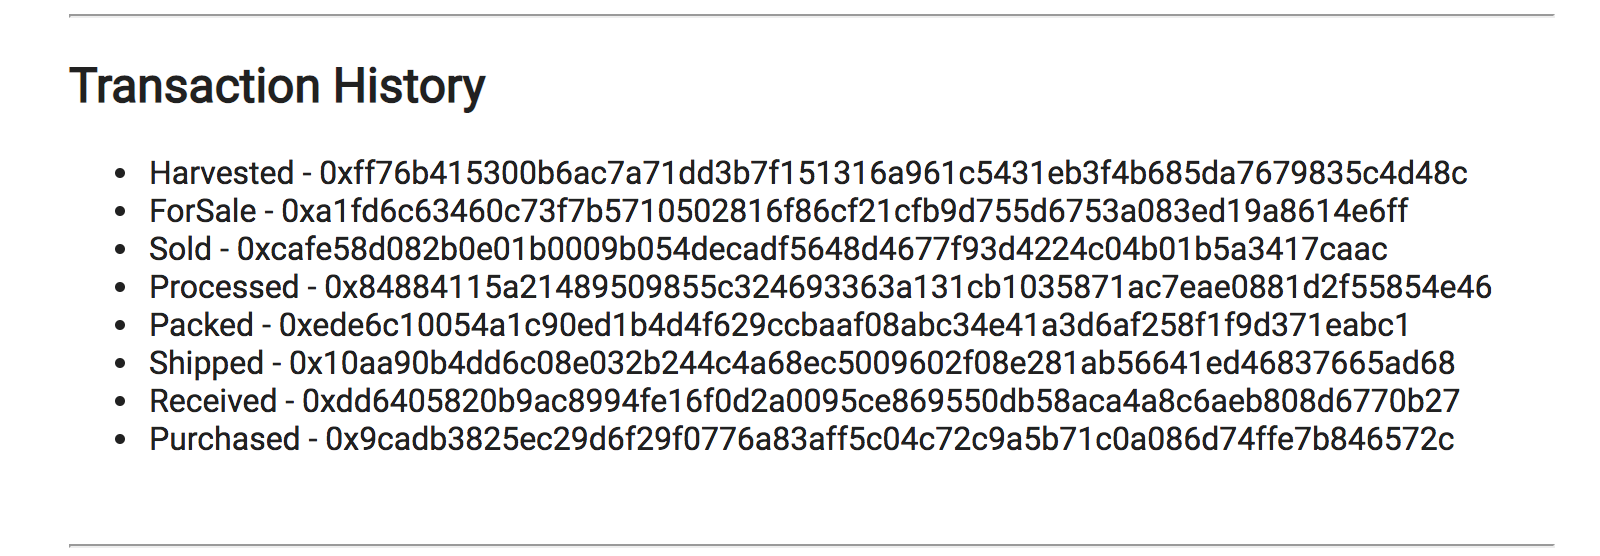 Transaction History
• Harvested - 0xff76b415300b6ac7a71dd3b7f151316a961c5431eb3f4b685da7679835c4d48c
• ForSale - 0xa1fd6c63460c73f7b5710502816f86cf21cfb9d755d6753a083ed19a8614e6ff
• Sold - 0xcafe58d082b0e01b0009b054decadf5648d4677f93d4224c04b01b5a3417caac
• Processed - 0x84884115a21489509855c324693363a131cb1035871ac7eae0881d2f55854e46
• Packed - 0xede6c10054a1c90ed1b4d4f629ccbaaf08abc34e41a3d6af258f1f9d371eabc1
• Shipped - 0x10aa90b4dd6c08e032b244c4a68ec5009602f08e281ab56641ed46837665ad68
• Received - 0xdd6405820b9ac8994fe16f0d2a0095ce869550db58aca4a8c6aeb808d6770b27
• Purchased - 0x9cadb3825ec29d6f29f0776a83aff5c04c72c9a5b71c0a086d74ffe7b846572c